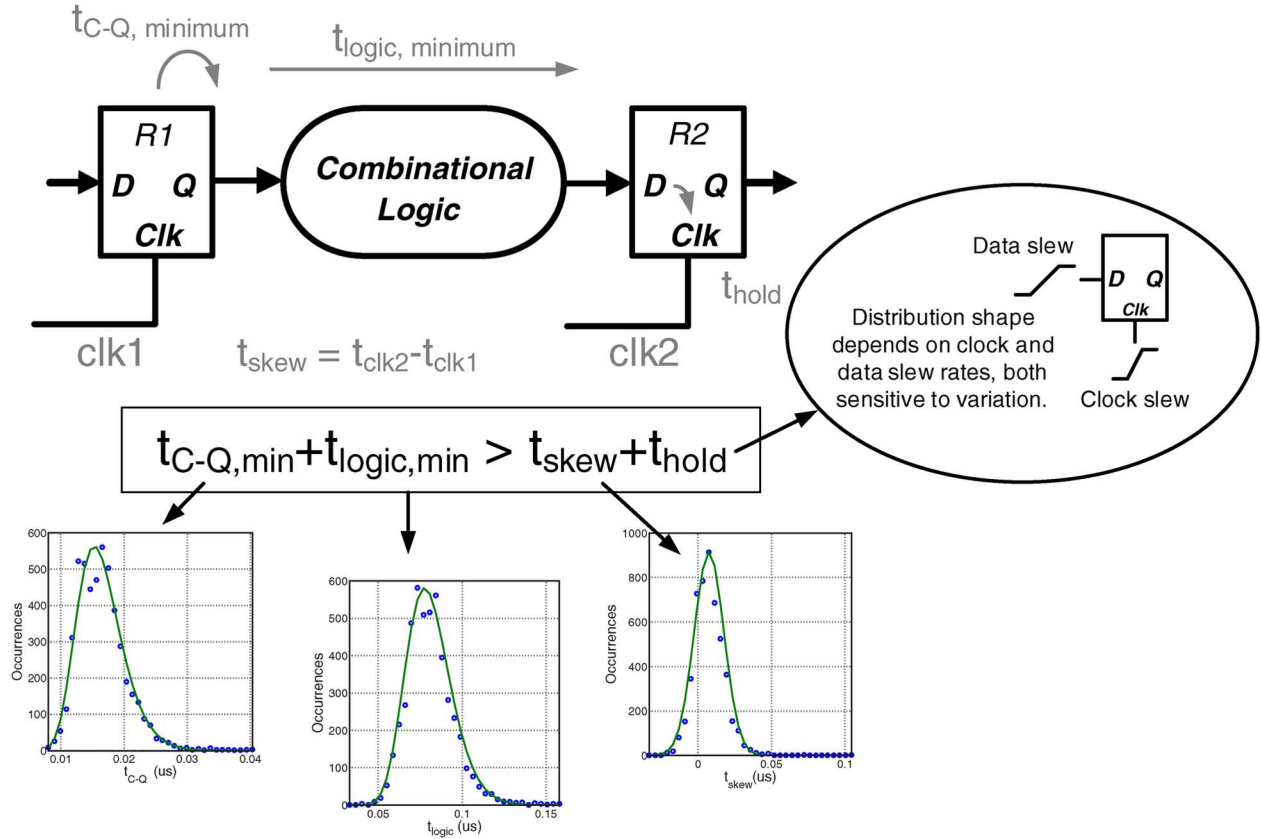 tC-Q, minimum
tlogic, minimum
R1
D Q
Clk
Combinational
Logic
R2
D Q
Clk
thold
clk1
tskew = tclk2-tclk1
clk2
Data slew
D Q
Clk
Clock slew
Distribution shape
depends on clock and
data slew rates, both
sensitive to variation.
tC-Q,min+tlogic,min > tskew+thold
600
500
400
300
200
100
0
Occurrences
0.01 0.02 0.03 0.04
tC-Q (us)
600
500
400
300
200
100
0
Occurrences
0.05 0.1 0.15
tlogic (us)
1000
800
600
400
200
0
Occurrences
0 0.05 0.1
tskew(us)